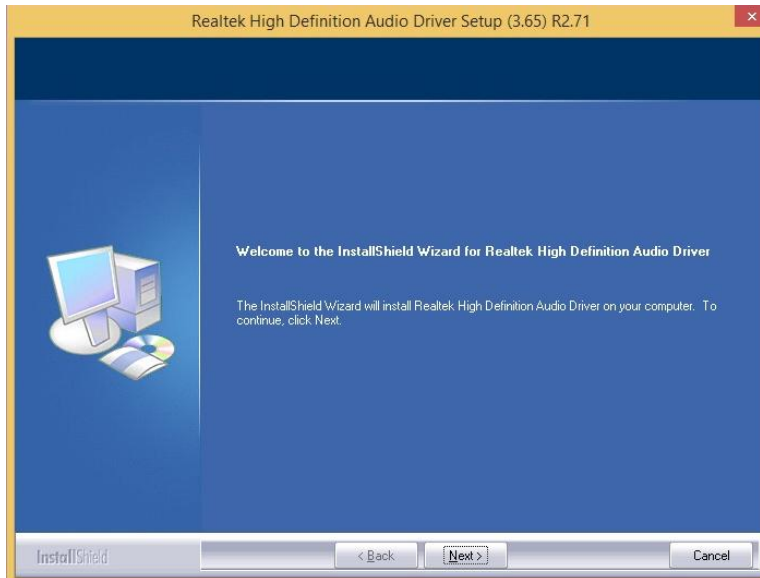 Realtek High Definition Audio Driver Setup (3.65) R2.71
Welcome to the InstallShield Wizard for Realtek High Definition Audio Driver
The InstallShield Wizard will install Realtek High Definition Audio Driver on your computer. To
continue, click Next.
InstallShield
< Back
Next >
Cancel